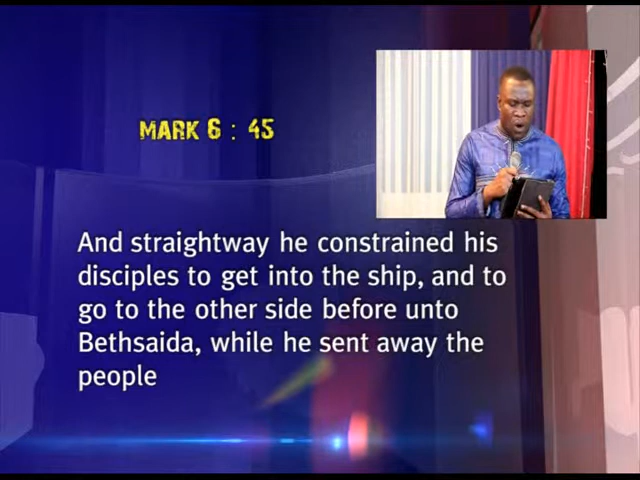 MARK 6 : 45
And straightway he constrained his
disciples to get into the ship, and to
go to the other side before unto
Bethsaida, while he sent away the
people